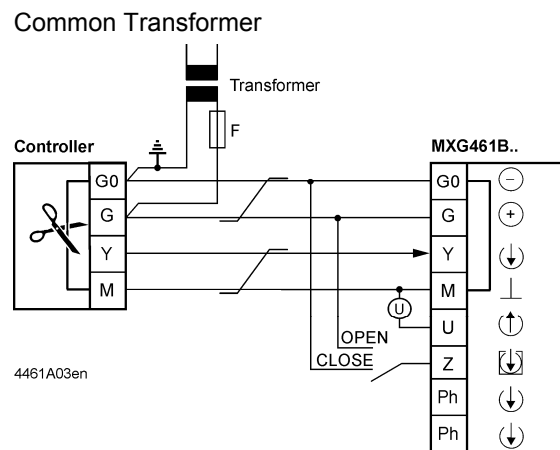 Common Transformer
Transformer
F
Controller
MXG461B..
G0
G0
G
G
Y
Y
M
M
U
U
OPEN
CLOSE
Z
4461A03en
Ph
Ph